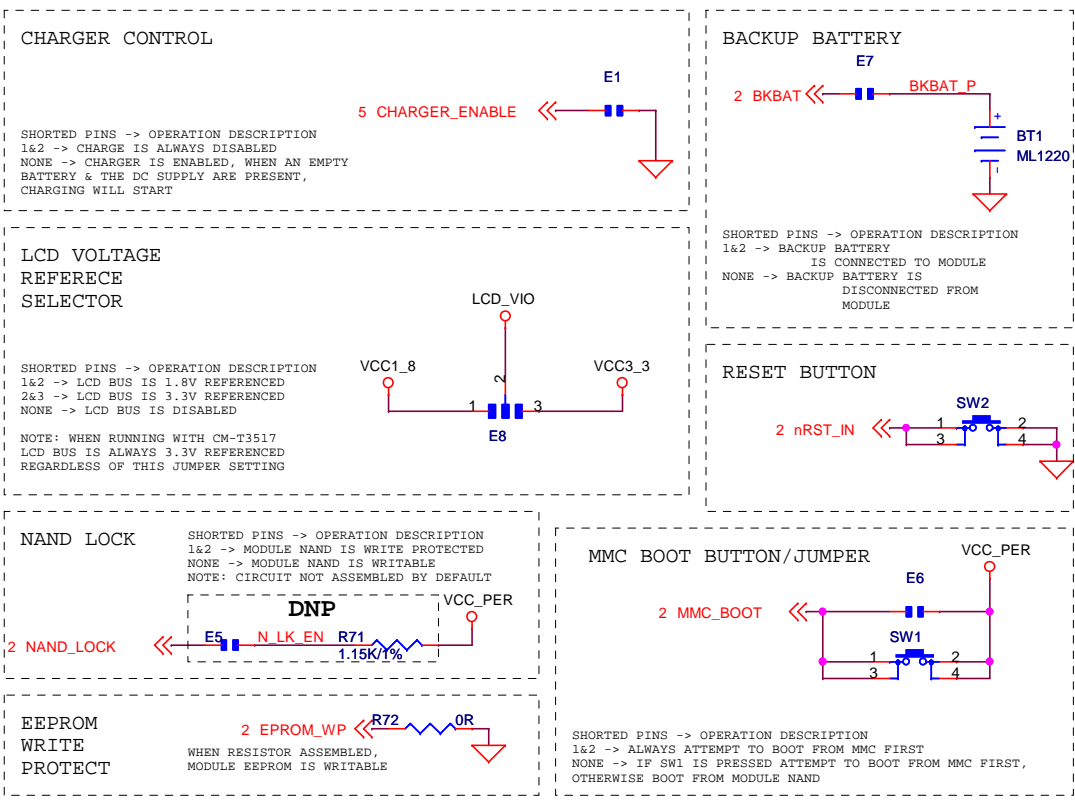 CHARGER CONTROL
E1
5 CHARGER_ENABLE
SHORTED PINS -> OPERATION DESCRIPTION
1&2 -> CHARGE IS ALWAYS DISABLED
NONE -> CHARGER IS ENABLED, WHEN AN EMPTY
BATTERY & THE DC SUPPLY ARE PRESENT,
CHARGING WILL START
BACKUP BATTERY
E7
2 BKBAT
BKBAT_P
+
BT1
ML1220
-
SHORTED PINS -> OPERATION DESCRIPTION
1&2 -> BACKUP BATTERY
IS CONNECTED TO MODULE
NONE -> BACKUP BATTERY IS
DISCONNECTED FROM
MODULE
LCD VOLTAGE
REFERECE
SELECTOR
LCD_VIO
SHORTED PINS -> OPERATION DESCRIPTION
1&2 -> LCD BUS IS 1.8V REFERENCED
2&3 -> LCD BUS IS 3.3V REFERENCED
NONE -> LCD BUS IS DISABLED
NOTE: WHEN RUNNING WITH CM-T3517
LCD BUS IS ALWAYS 3.3V REFERENCED
REGARDLESS OF THIS JUMPER SETTING
VCC1_8
VCC3_3
2
1
3
E8
RESET BUTTON
SW2
2 nRST_IN
1
2
3
4
NAND LOCK
SHORTED PINS -> OPERATION DESCRIPTION
1&2 -> MODULE NAND IS WRITE PROTECTED
NONE -> MODULE NAND IS WRITABLE
NOTE: CIRCUIT NOT ASSEMBLED BY DEFAULT
DNP
VCC_PER
2 NAND_LOCK
E5
N_LK_EN
R71
1.15K/1%
MMC BOOT BUTTON/JUMPER
VCC_PER
E6
2 MMC_BOOT
SW1
1
2
3
4
SHORTED PINS -> OPERATION DESCRIPTION
1&2 -> ALWAYS ATTEMPT TO BOOT FROM MMC FIRST
NONE -> IF SW1 IS PRESSED ATTEMPT TO BOOT FROM MMC FIRST,
OTHERWISE BOOT FROM MODULE NAND
EEPROM
WRITE
PROTECT
2 EPROM_WP
R72
0R
WHEN RESISTOR ASSEMBLED,
MODULE EEPROM IS WRITABLE